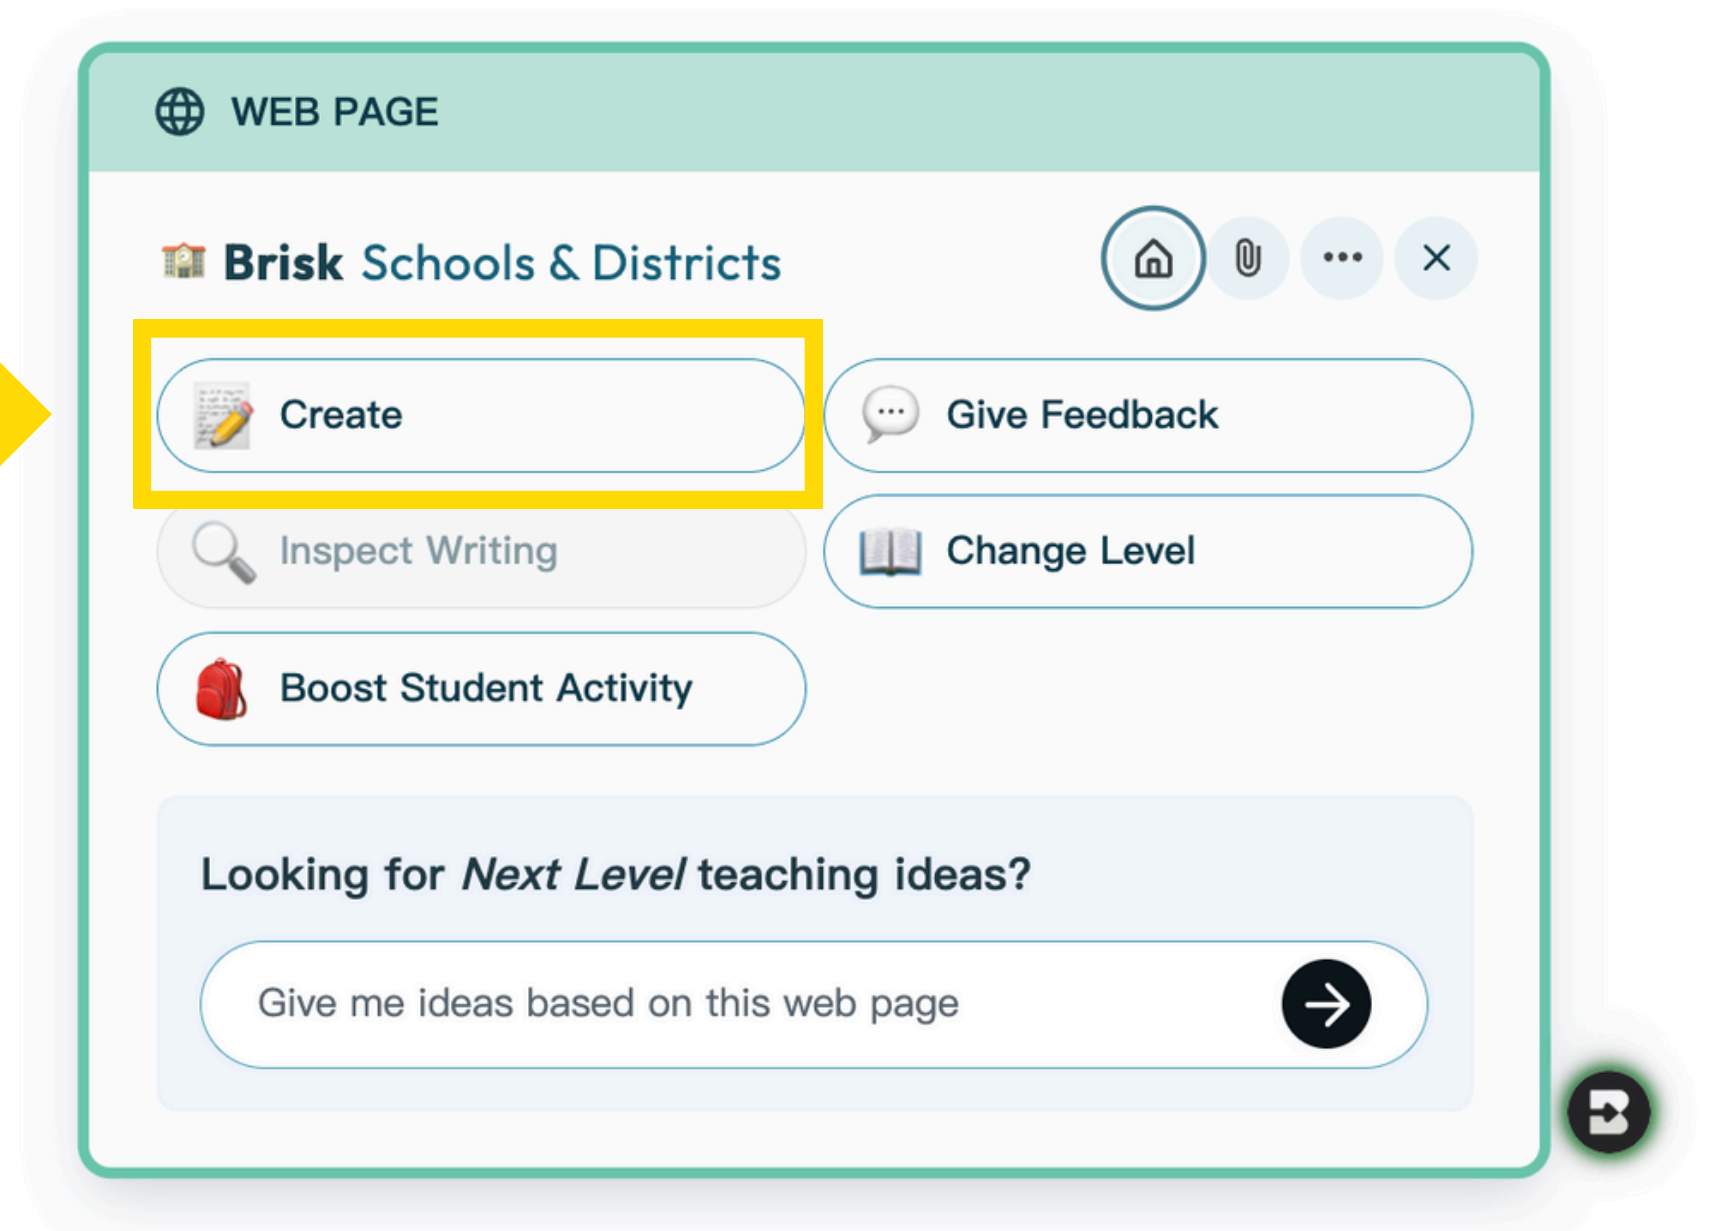 WEB PAGE
Brisk Schools & Districts
Create
Give Feedback
Inspect Writing
Change Level
Boost Student Activity
Looking for Next Level teaching ideas?
Give me ideas based on this web page